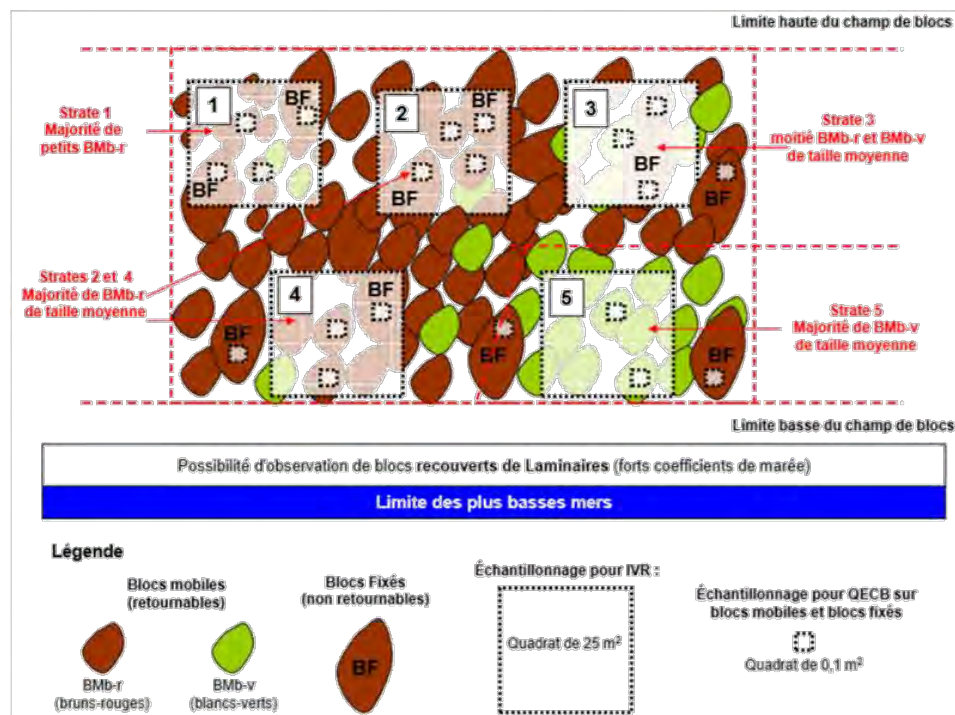 Limite haute du champ de blocs
Strate 1
Majorité de
petits BMb-r
1
BF
BF
2
BF
BF
3
BF
BF
Strate 3
moitié BMb-r et BMb-v
de taille moyenne
Strates 2 et 4
Majorité de BMb-r
de taille moyenne
BF
4
BF
BF
5
BF
Strate 5
Majorité de BMb-v
de taille moyenne
Limite basse du champ de blocs
Possibilité d'observation de blocs recouverts de Laminaires (forts coefficients de marée)
Limite des plus basses mers
Légende
Blocs mobiles
(retournables)
BMb-r
(bruns-rouges)
BMb-v
(blancs-verts)
Blocs Fixés
(non retournables)
BF
Échantillonnage pour IVR :
Quadrat de 25 m²
Échantillonnage pour QECB sur
blocs mobiles et blocs fixés
Quadrat de 0,1 m²